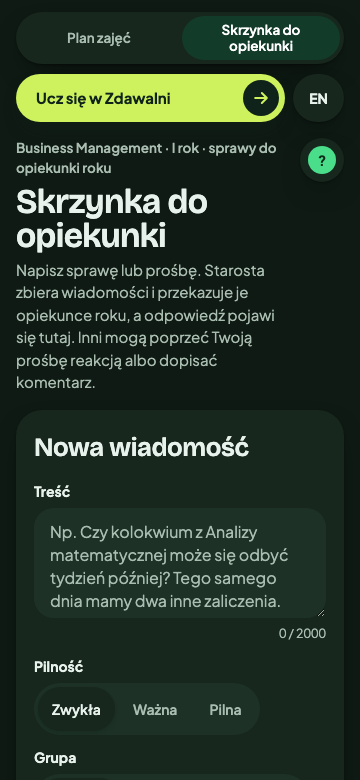 Plan zajęć
Skrzynka do
opiekunki
Ucz się w Zdawalni
EN
Business Management · I rok · sprawy do
opiekunki roku
?
Skrzynka do
opiekunki
Napisz sprawę lub prośbę. Starosta
zbiera wiadomości i przekazuje je
opiekunce roku, a odpowiedź pojawi
się tutaj. Inni mogą poprzeć Twoją
prośbę reakcją albo dopisać
komentarz.
Nowa wiadomość
Treść
Np. Czy kolokwium z Analizy
matematycznej może się odbyć
tydzień później? Tego samego
dnia mamy dwa inne zaliczenia.
0 / 2000
Pilność
Zwykła
Ważna
Pilna
Grupa